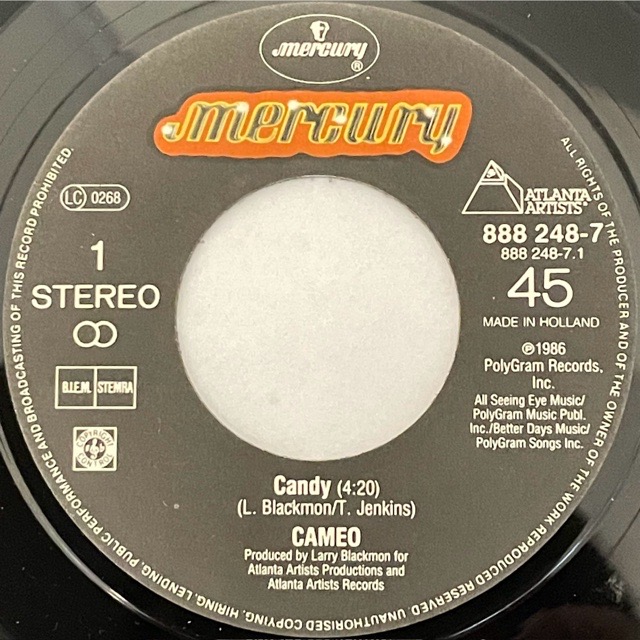 mercury
®
mercury
ALL RIGHTS OF THE PRODUCER AND OF THE OWNER OF THE WORK REPRODUCED RESERVED. UNAUTHORISED COPYING. HIRING. LENDING. PUBLIC PERFORMANCE AND BROADCASTING OF THIS RECORD PROHIBITED.
LC 0268
1
STEREO
B.I.E.M. STEMRA
COPYRIGHT
CONTROL
ATLANTA
ARTISTS
888 248-7
888 248-7.1
45
MADE IN HOLLAND
℗1986
PolyGram Records,
Inc.
All Seeing Eye Music/
PolyGram Music Publ.
Inc./Better Days Music/
PolyGram Songs Inc.
Candy (4:20)
(L. Blackmon/T. Jenkins)
CAMEO
Produced by Larry Blackmon for
Atlanta Artists Productions and
Atlanta Artists Records